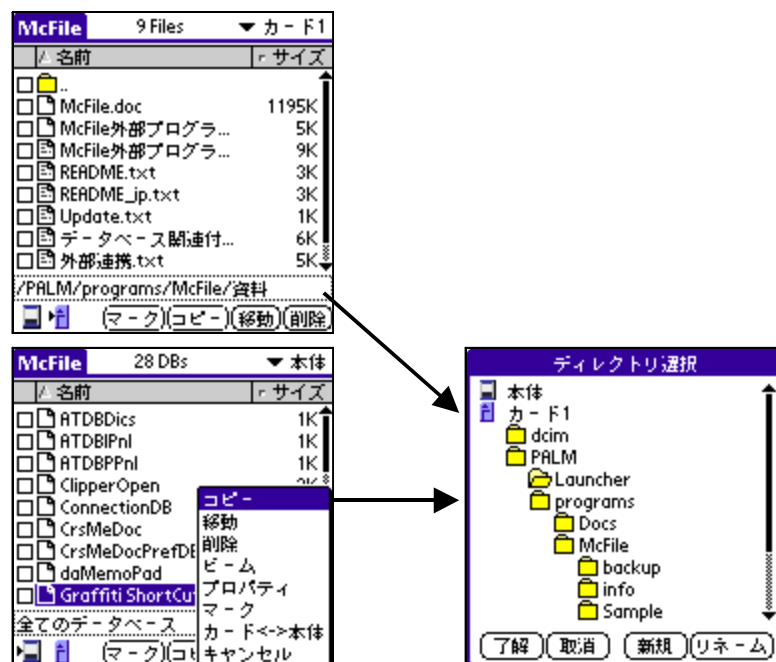 McFile 9 Files カード1
名前 サイズ
..
McFile.doc 1195K
McFile外部プログラ... 5K
McFile外部プログラ... 9K
README.txt 3K
README_jp.txt 3K
Update.txt 1K
データベース関連付... 6K
外部連携.txt 5K
/PALM/programs/McFile/資料
マーク コピー 移動 削除
McFile 28 DBs 本体
名前 サイズ
ATDBDics 1K
ATDBIPnl 1K
ATDBPPnl 1K
ClipperOpen
ConnectionDB
CrsMeDoc
CrsMeDocPrefDB
daMemoPad
Graffiti ShortCu
全てのデータベース
マーク
コピー
移動
削除
ビーム
プロパティ
マーク
カード<->本体
キャンセル
ディレクトリ選択
本体
カード1
dcim
PALM
Launcher
programs
Docs
McFile
backup
info
Sample
了解 取消 新規 リネーム